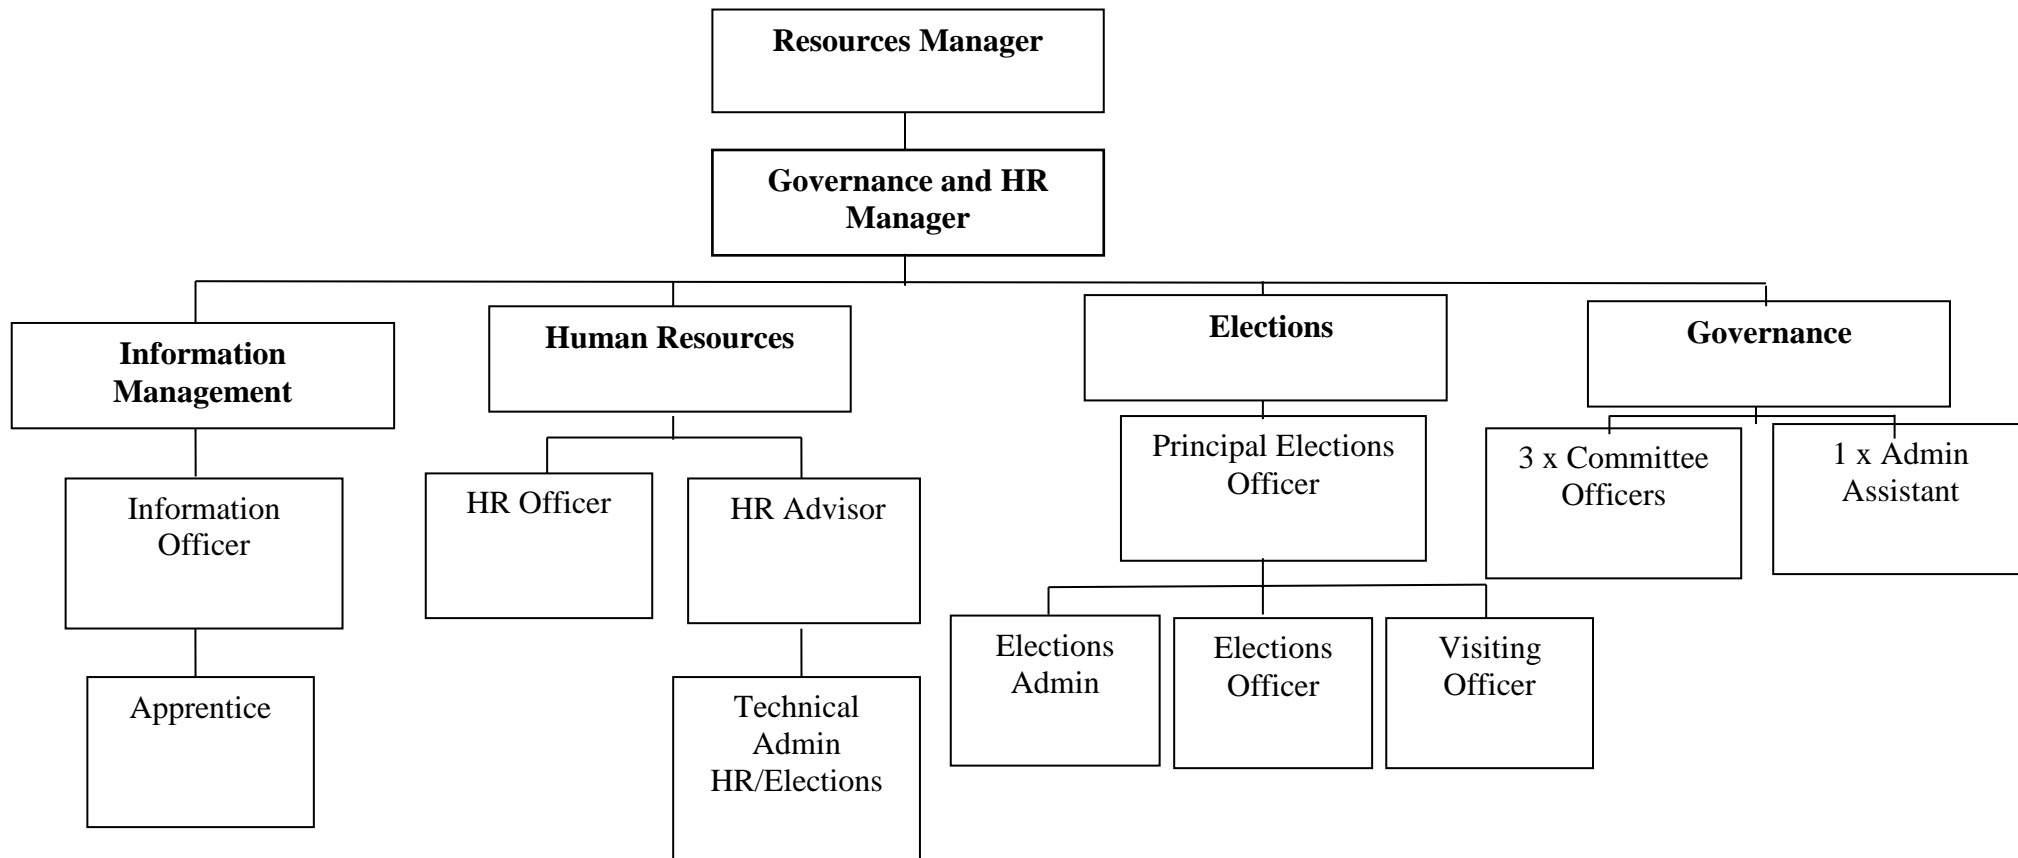 Resources Manager
Governance and HR
Manager
Information
Management
Human Resources
Elections
Governance
Information
Officer
HR Officer
HR Advisor
Principal Elections
Officer
3 x Committee
Officers
1 x Admin
Assistant
Apprentice
Technical
Admin
HR/Elections
Elections
Admin
Elections
Officer
Visiting
Officer